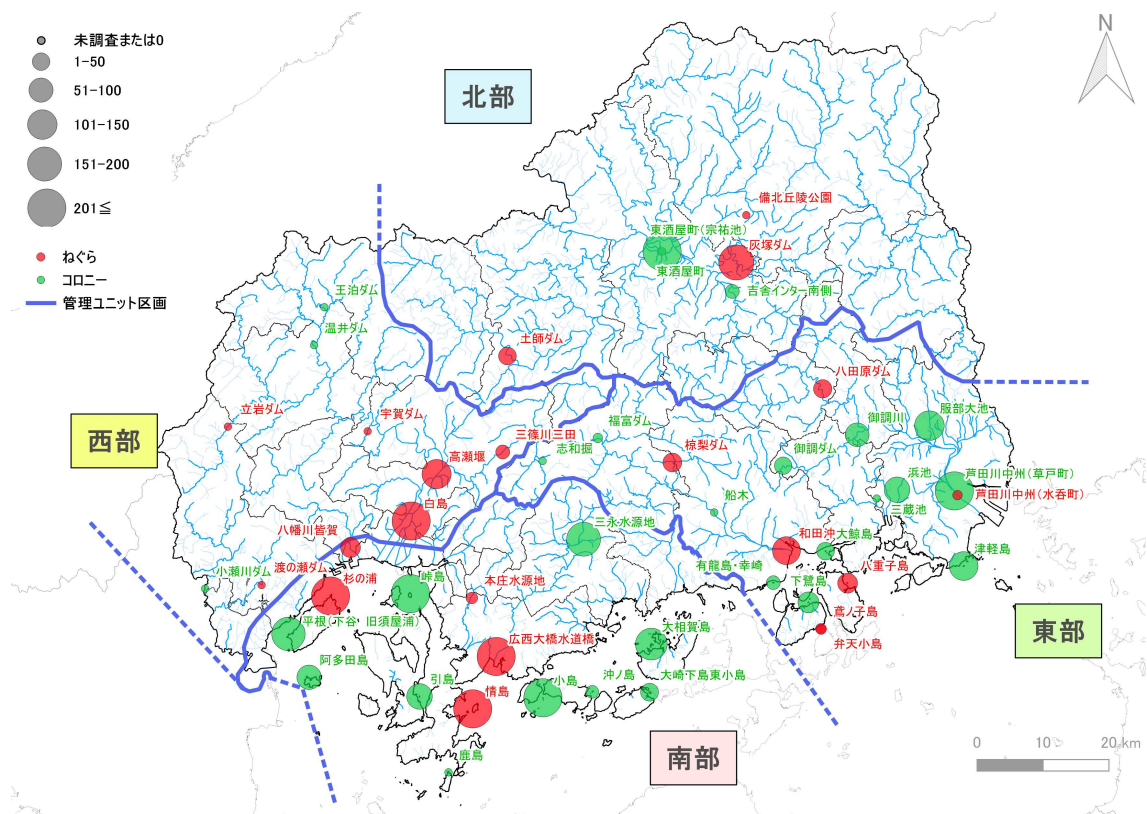 未調査または0
1-50
51-100
101-150
151-200
201≦
ねぐら
コロニー
管理ユニット区画
N
北部
備北丘陵公園
東酒屋町(宗祐池)
灰塚ダム
東酒屋町
吉舎インター南側
王泊ダム
温井ダム
土師ダム
八田原ダム
立岩ダム
宇賀ダム
福富ダム
御調川
服部大池
西部
三篠川三田
高瀬堰
志和掘
椋梨ダム
御調ダム
浜池
芦田川中州(草戸町)
芦田川中州(水呑町)
白島
船木
三蔵池
八幡川皆賀
三永水源地
和田沖
大鯨島
津軽島
小瀬川ダム
渡の瀬ダム
杉の浦
峠島
本庄水源地
有龍島・幸崎
下鷺島
八重子島
平根(下谷
旧須屋浦)
大相賀島
鳶ノ子島
弁天小島
東部
広西大橋水道橋
阿多田島
引島
情島
小島
沖ノ島
大崎下島東小島
鹿島
南部
0
10
20 km